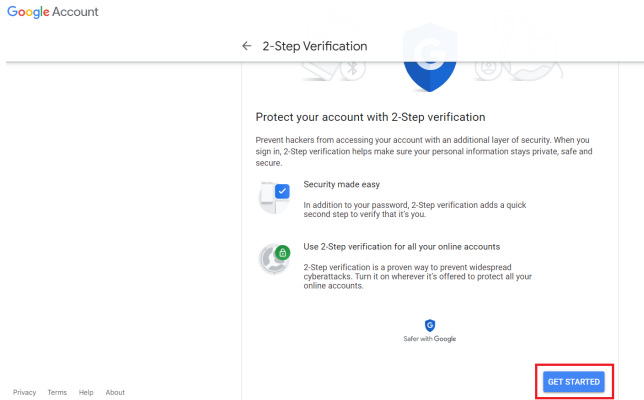 Google Account
2-Step Verification
Protect your account with 2-Step verification
Prevent hackers from accessing your account with an additional layer of security. When you
sign in, 2-Step verification helps make sure your personal information stays private, safe and
secure.
Security made easy
In addition to your password, 2-Step verification adds a quick
second step to verify that it's you.
Use 2-Step verification for all your online accounts
2-Step verification is a proven way to prevent widespread
cyberattacks. Turn it on wherever it's offered to protect all your
online accounts.
G
Safer with Google
GET STARTED
Privacy Terms Help About